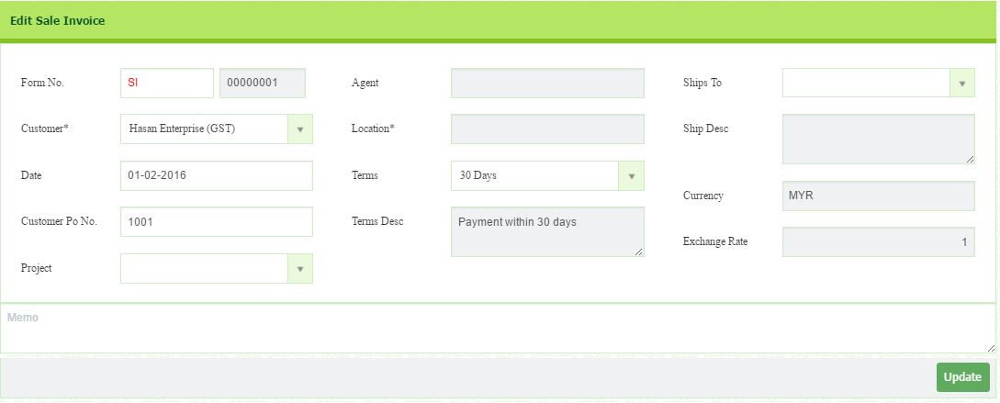 Edit Sale Invoice
Form No. SI 00000001 Agent Ships To
Customer* Hasan Enterprise (GST) Location* Ship Desc
Date 01-02-2016 Terms 30 Days
Currency MYR
Customer Po No. 1001 Terms Desc Payment within 30 days
Exchange Rate 1
Project
Memo
Update